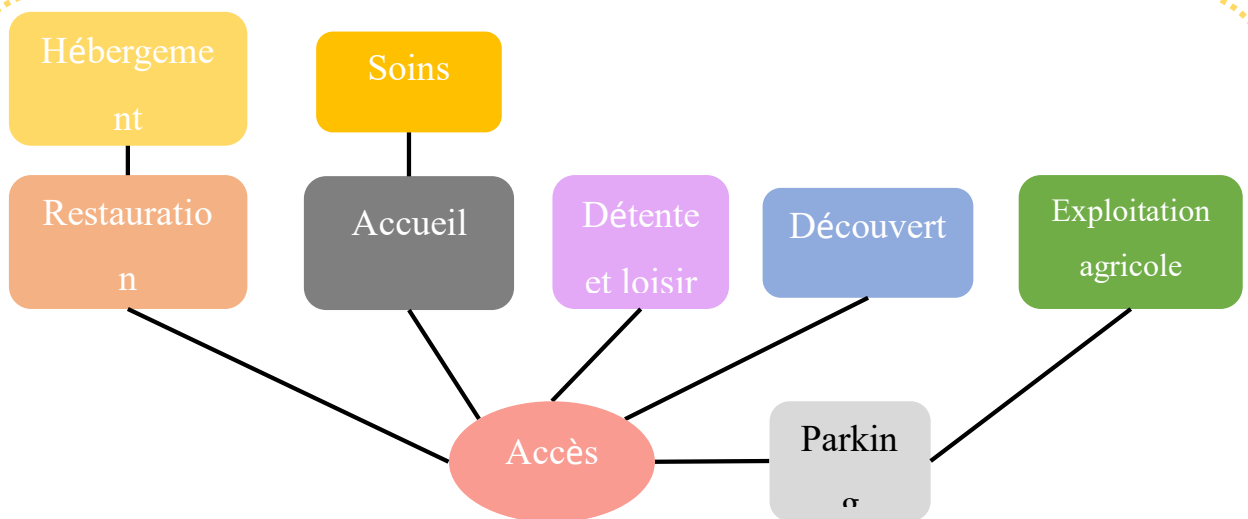 Hébergeme
nt
Soins
Restauratio
n
Accueil
Détente
et loisir
Découvert
Exploitation
agricole
Accès
Parkin
g